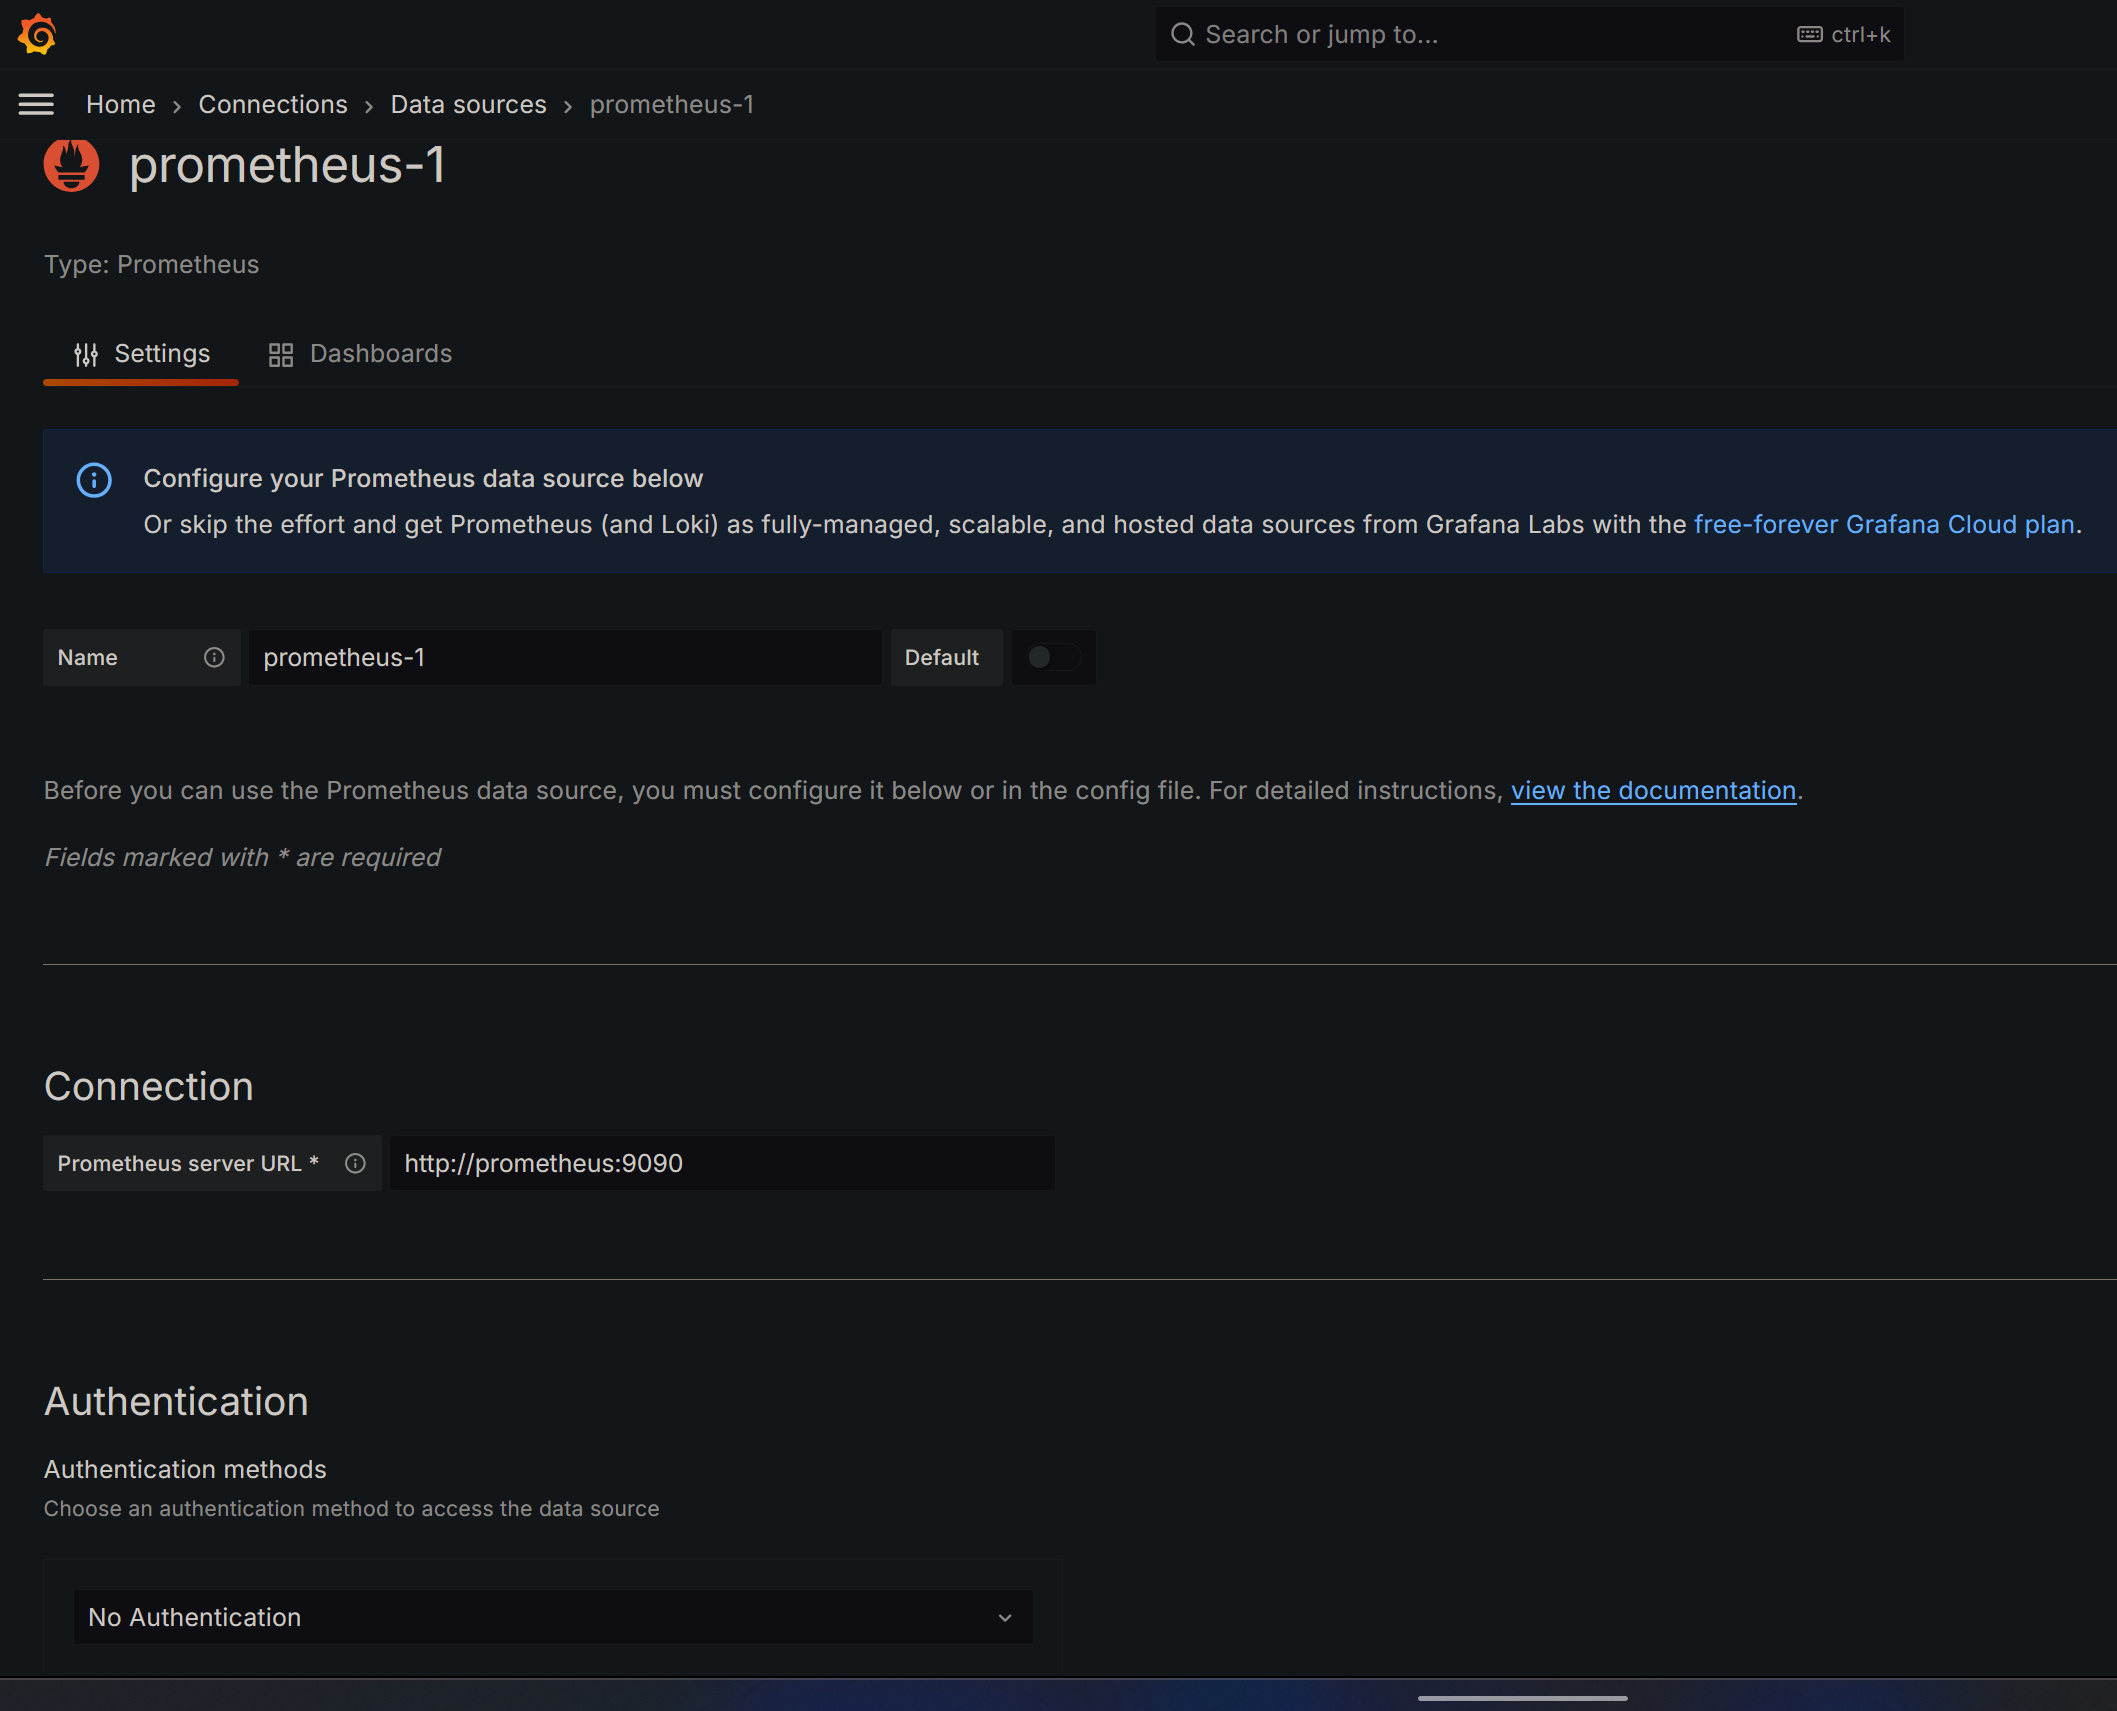 Search or jump to...
ctrl+k
Home › Connections › Data sources › prometheus-1
prometheus-1
Type: Prometheus
Settings
Dashboards
Configure your Prometheus data source below
Or skip the effort and get Prometheus (and Loki) as fully-managed, scalable, and hosted data sources from Grafana Labs with the free-forever Grafana Cloud plan.
Name
prometheus-1
Default
Before you can use the Prometheus data source, you must configure it below or in the config file. For detailed instructions, view the documentation.
Fields marked with * are required
Connection
Prometheus server URL *
http://prometheus:9090
Authentication
Authentication methods
Choose an authentication method to access the data source
No Authentication